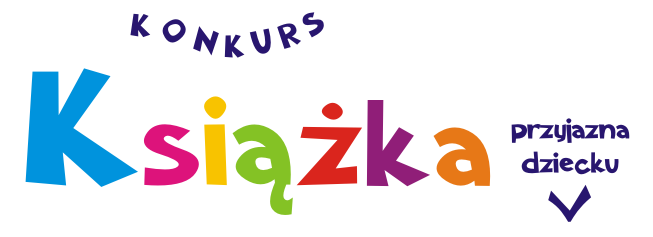 KONKURS
Książka
przyjazna
dziecku